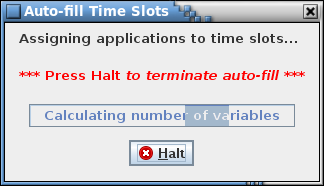 Auto-fill Time Slots
Assigning applications to time slots...
*** Press Halt to terminate auto-fill ***
Calculating number of variables
Halt